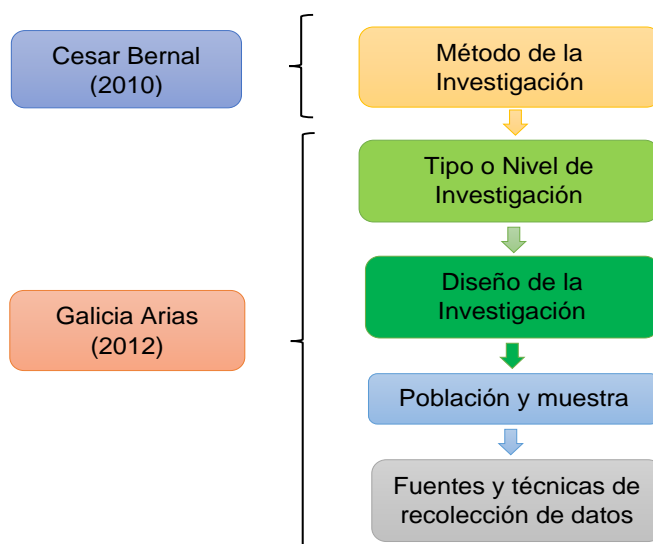 Cesar Bernal
(2010)
Método de la
Investigación
Tipo o Nivel de
Investigación
Diseño de la
Investigación
Galicia Arias
(2012)
Población y muestra
Fuentes y técnicas de
recolección de datos